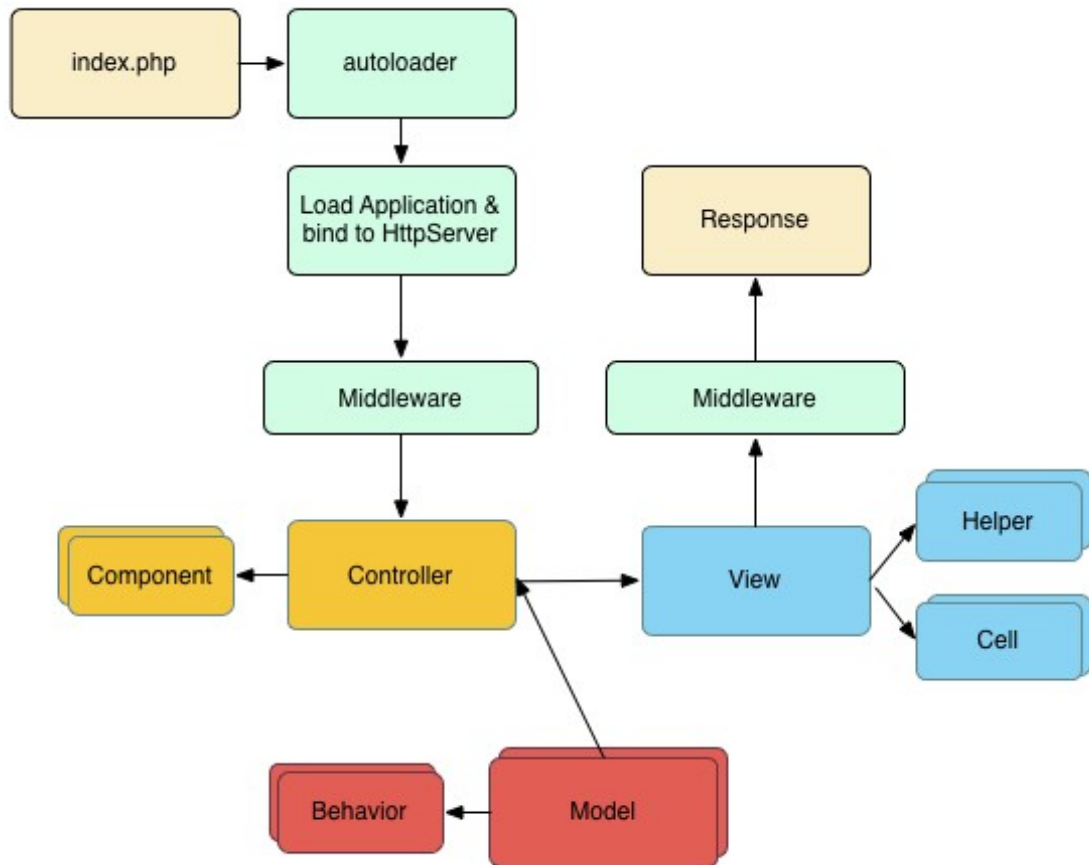 index.php
autoloader
Load Application &
bind to HttpServer
Response
Middleware
Middleware
Component
Controller
View
Helper
Cell
Behavior
Model